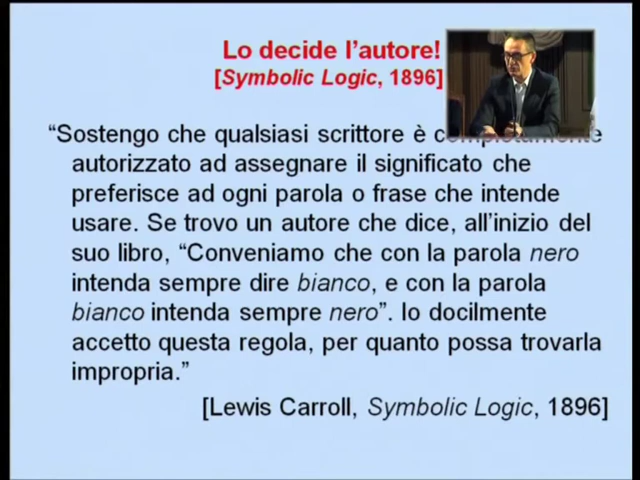 Lo decide l'autore!
[Symbolic Logic, 1896]
“Sostengo che qualsiasi scrittore è completamente
autorizzato ad assegnare il significato che
preferisce ad ogni parola o frase che intende
usare. Se trovo un autore che dice, all'inizio del
suo libro, “Conveniamo che con la parola nero
intenda sempre dire bianco, e con la parola
bianco intenda sempre nero”. Io docilmente
accetto questa regola, per quanto possa trovarla
impropria.”
[Lewis Carroll, Symbolic Logic, 1896]